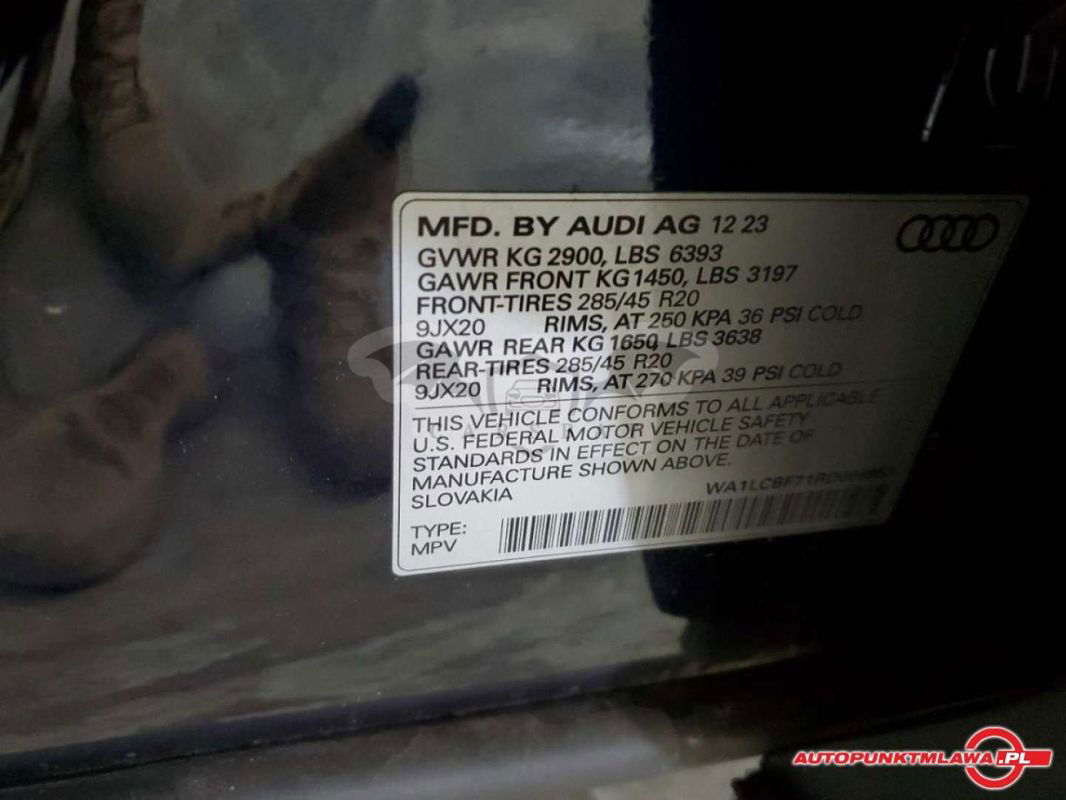 MFD. BY AUDI AG 12 23
GVWR KG 2900, LBS 6393
GAWR FRONT KG1450, LBS 3197
FRONT-TIRES 285/45 R20
9JX20 RIMS, AT 250 KPA 36 PSI COLD
GAWR REAR KG 1650, LBS 3638
REAR-TIRES 285/45 R20
9JX20 RIMS, AT 270 KPA 39 PSI COLD
THIS VEHICLE CONFORMS TO ALL APPLICABLE
U.S. FEDERAL MOTOR VEHICLE SAFETY
STANDARDS IN EFFECT ON THE DATE OF
MANUFACTURE SHOWN ABOVE.
SLOVAKIA
TYPE:
MPV
AUTOPUNKTMLAWA.PL